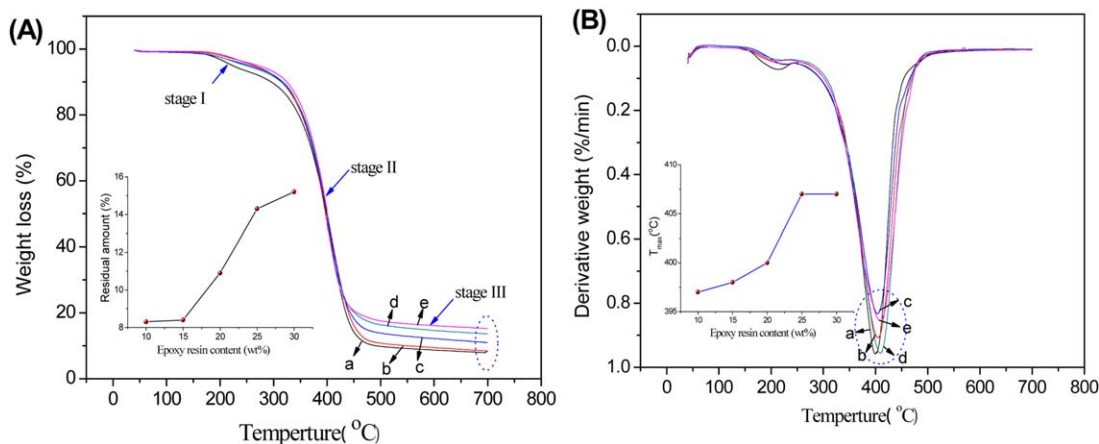 (A)
100
80
60
40
20
0
Weight loss (%)
0 100 200 300 400 500 600 700 800
Temperture( °C)
stage I
stage II
stage III
d e
a b c
16
14
12
10
8
Residual amount (%)
10 15 20 25 30
Epoxy resin content (wt%)
(B)
0.0
0.2
0.4
0.6
0.8
1.0
Derivative weight (%/min)
0 100 200 300 400 500 600 700 800
Temperture( °C)
410
405
400
395
Tmax(°C)
10 15 20 25 30
Epoxy resin content (wt%)
a
b
c
e
d